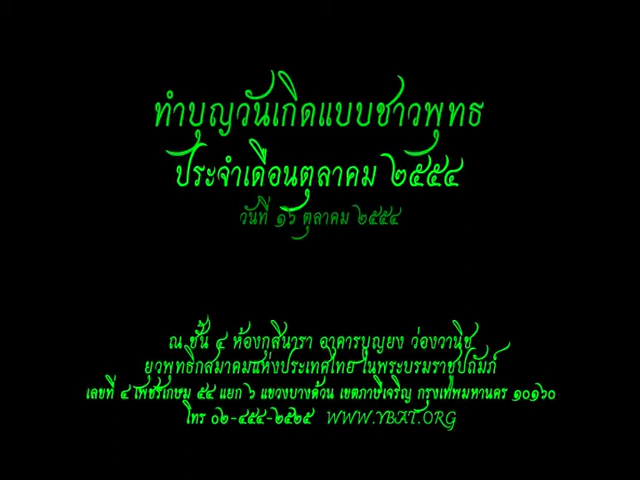 ทำบุญวันเกิดแบบชาวพุทธ
ประจำเดือนตุลาคม ๒๕๕๔
วันที่ ๑๖ ตุลาคม ๒๕๕๔
ณ ชั้น ๔ ห้องกุสินารา อาคารบุญยง ว่องวานิช
ยุวพุทธิกสมาคมแห่งประเทศไทย ในพระบรมราชูปถัมภ์
เลขที่ ๔ เพชรเกษม ๕๔ แยก ๖ แขวงบางด้วน เขตภาษีเจริญ กรุงเทพมหานคร ๑๐๑๖๐
โทร ๐๒-๔๕๔-๒๕๒๕ WWW.YBAT.ORG